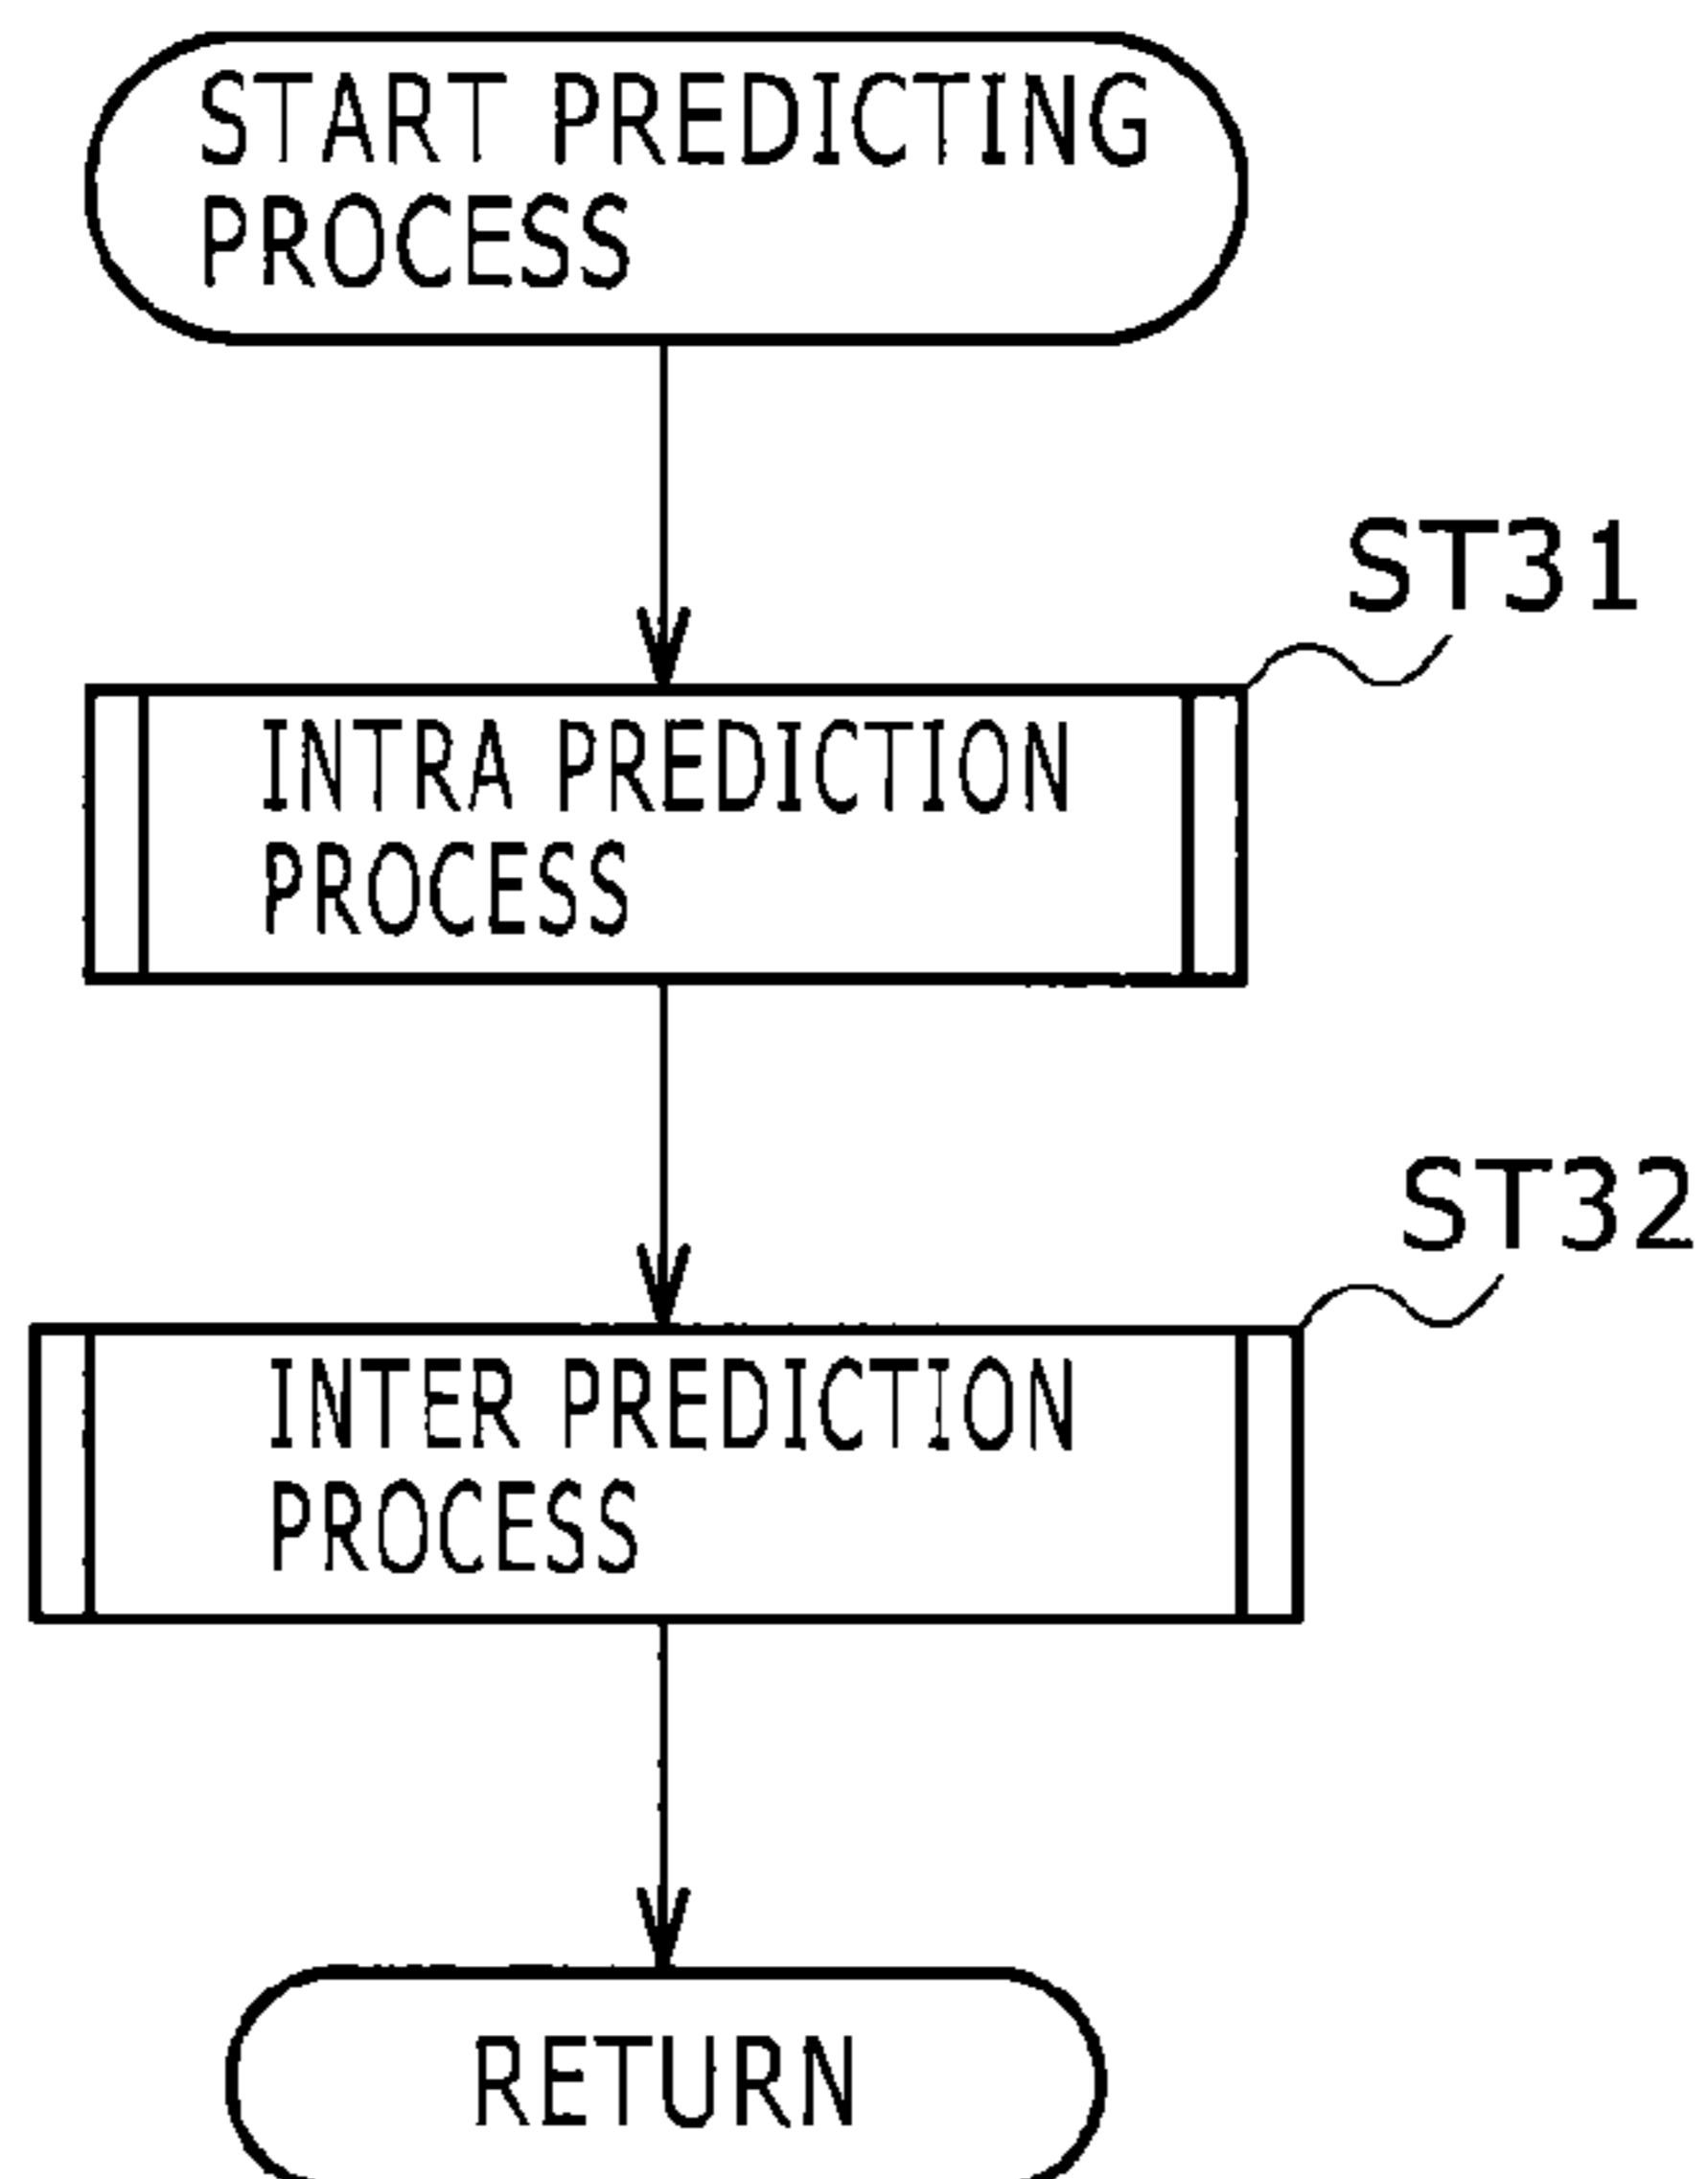 START PREDICTING
PROCESS
ST31
INTRA PREDICTION
PROCESS
ST32
INTER PREDICTION
PROCESS
RETURN